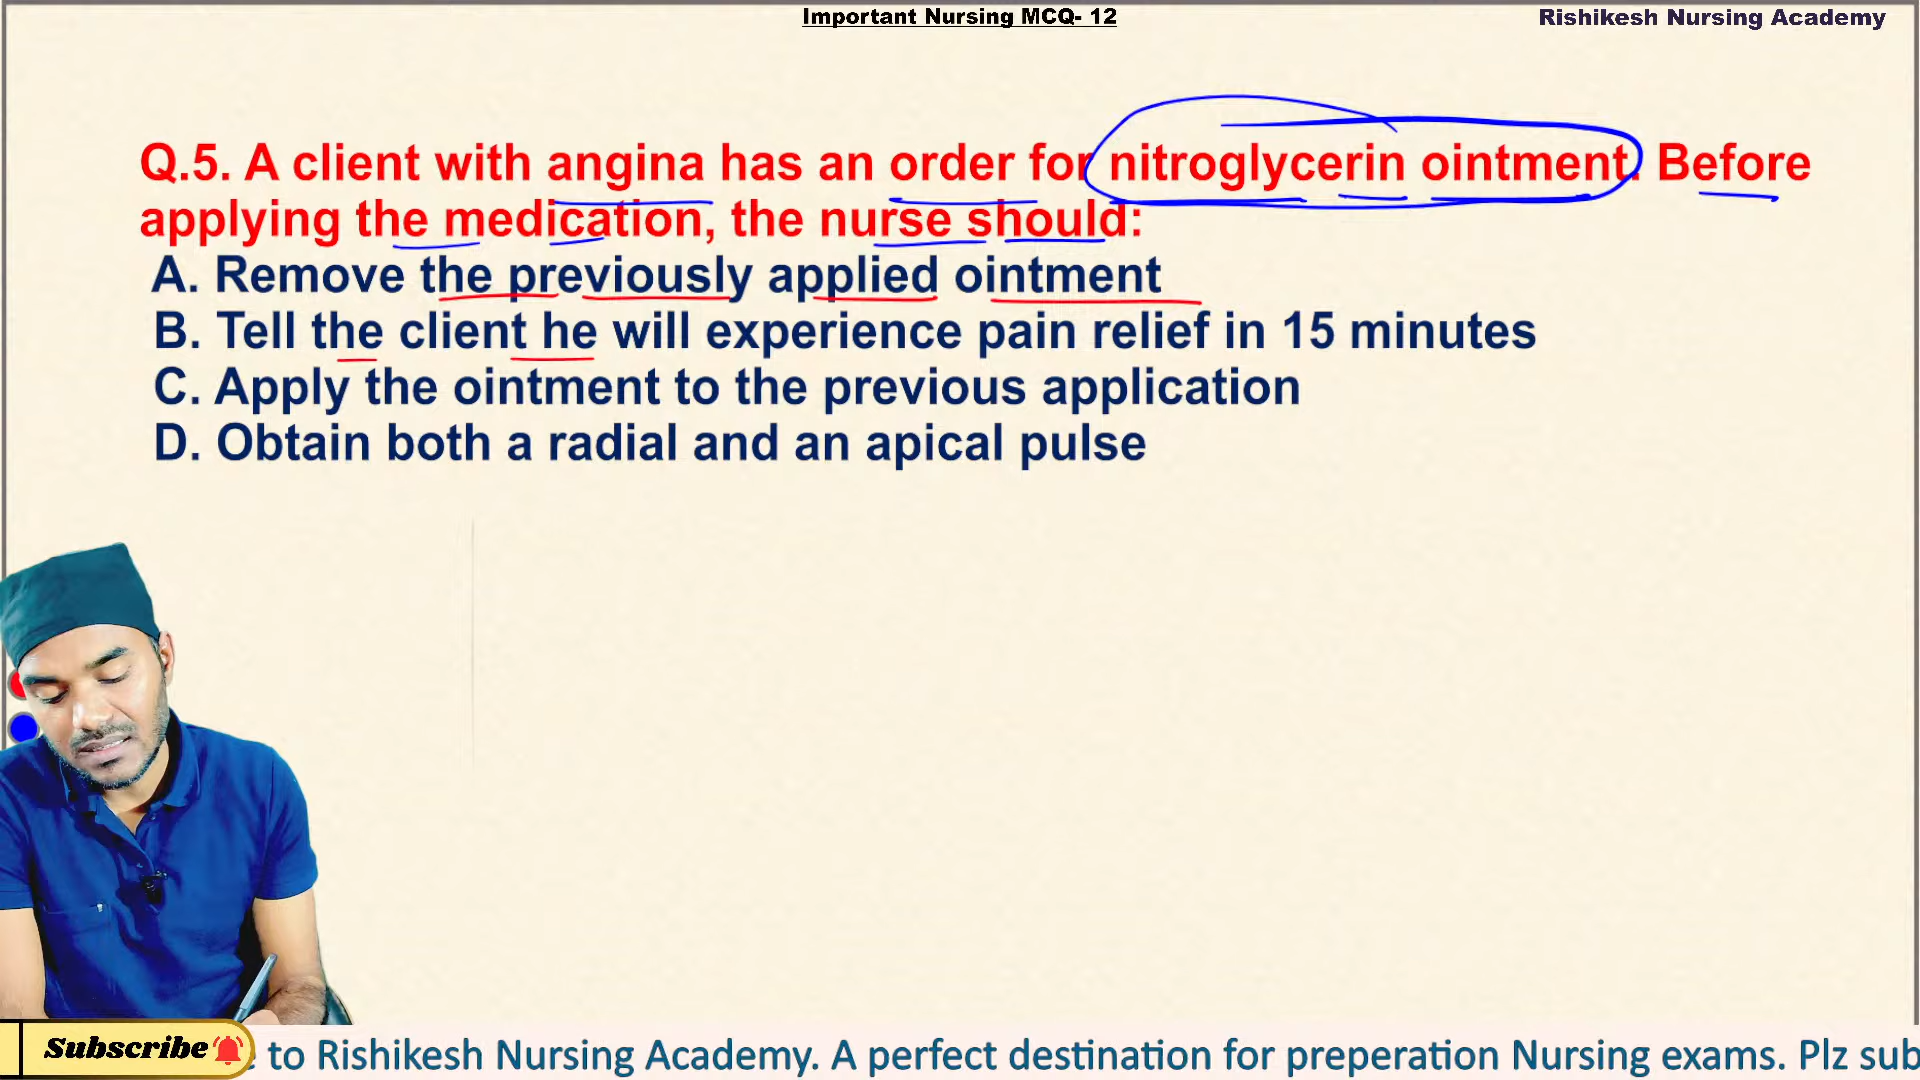 Important Nursing MCQ- 12
Rishikesh Nursing Academy
Q.5. A client with angina has an order for nitroglycerin ointment. Before
applying the medication, the nurse should:
A. Remove the previously applied ointment
B. Tell the client he will experience pain relief in 15 minutes
C. Apply the ointment to the previous application
D. Obtain both a radial and an apical pulse
Subscribe
to Rishikesh Nursing Academy. A perfect destination for preperation Nursing exams. Plz sub